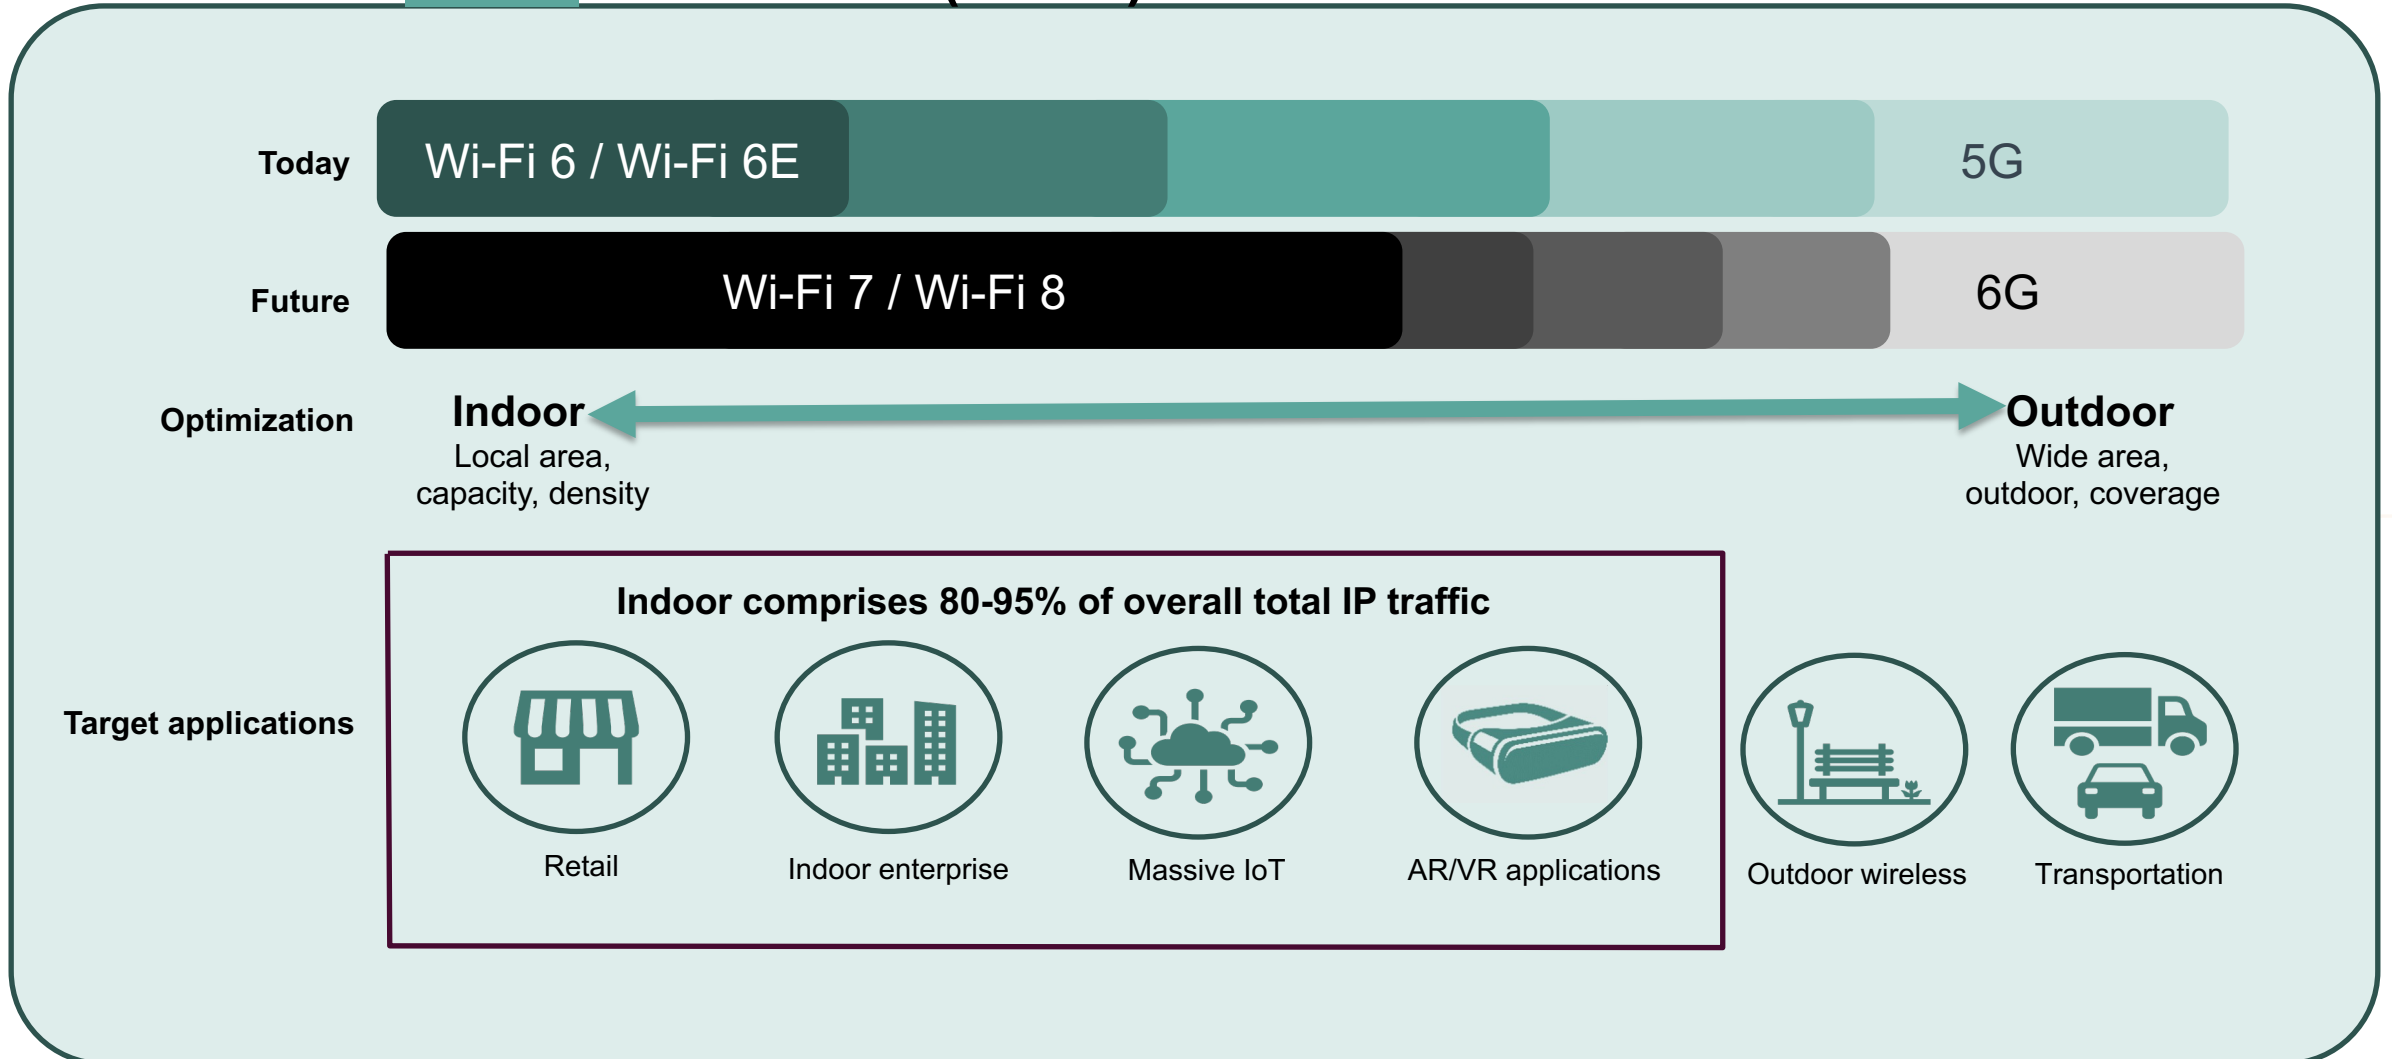 Today
Wi-Fi 6 / Wi-Fi 6E
5G
Future
Wi-Fi 7 / Wi-Fi 8
6G
Optimization
Indoor
Local area,
capacity, density
Outdoor
Wide area,
outdoor, coverage
Target applications
Indoor comprises 80-95% of overall total IP traffic
Retail
Indoor enterprise
Massive IoT
AR/VR applications
Outdoor wireless
Transportation